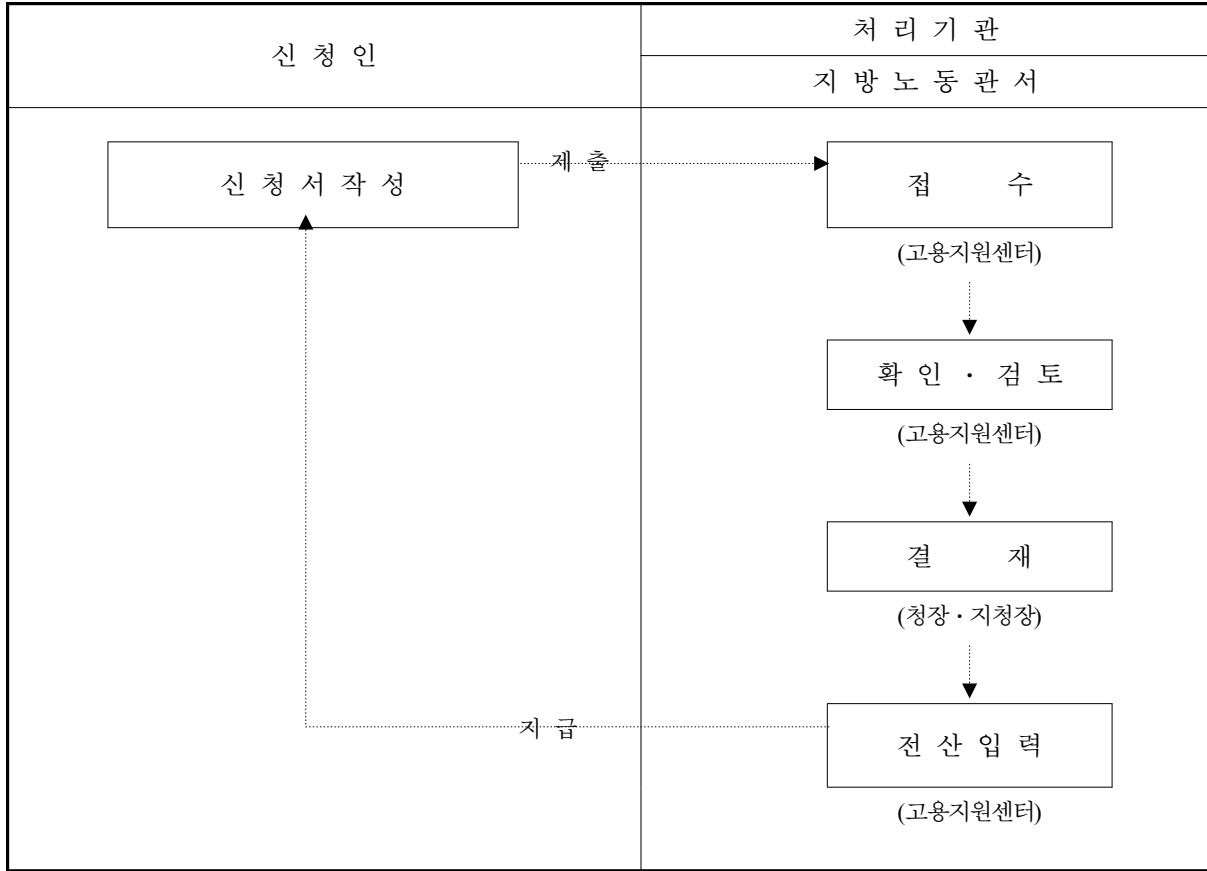 신 청 인
처 리 기 관
지 방 노 동 관 서
신 청 서 작 성
제 출
접 수
(고용지원센터)
확 인 · 검 토
(고용지원센터)
결 재
(청장 · 지청장)
지 급
전 산 입 력
(고용지원센터)